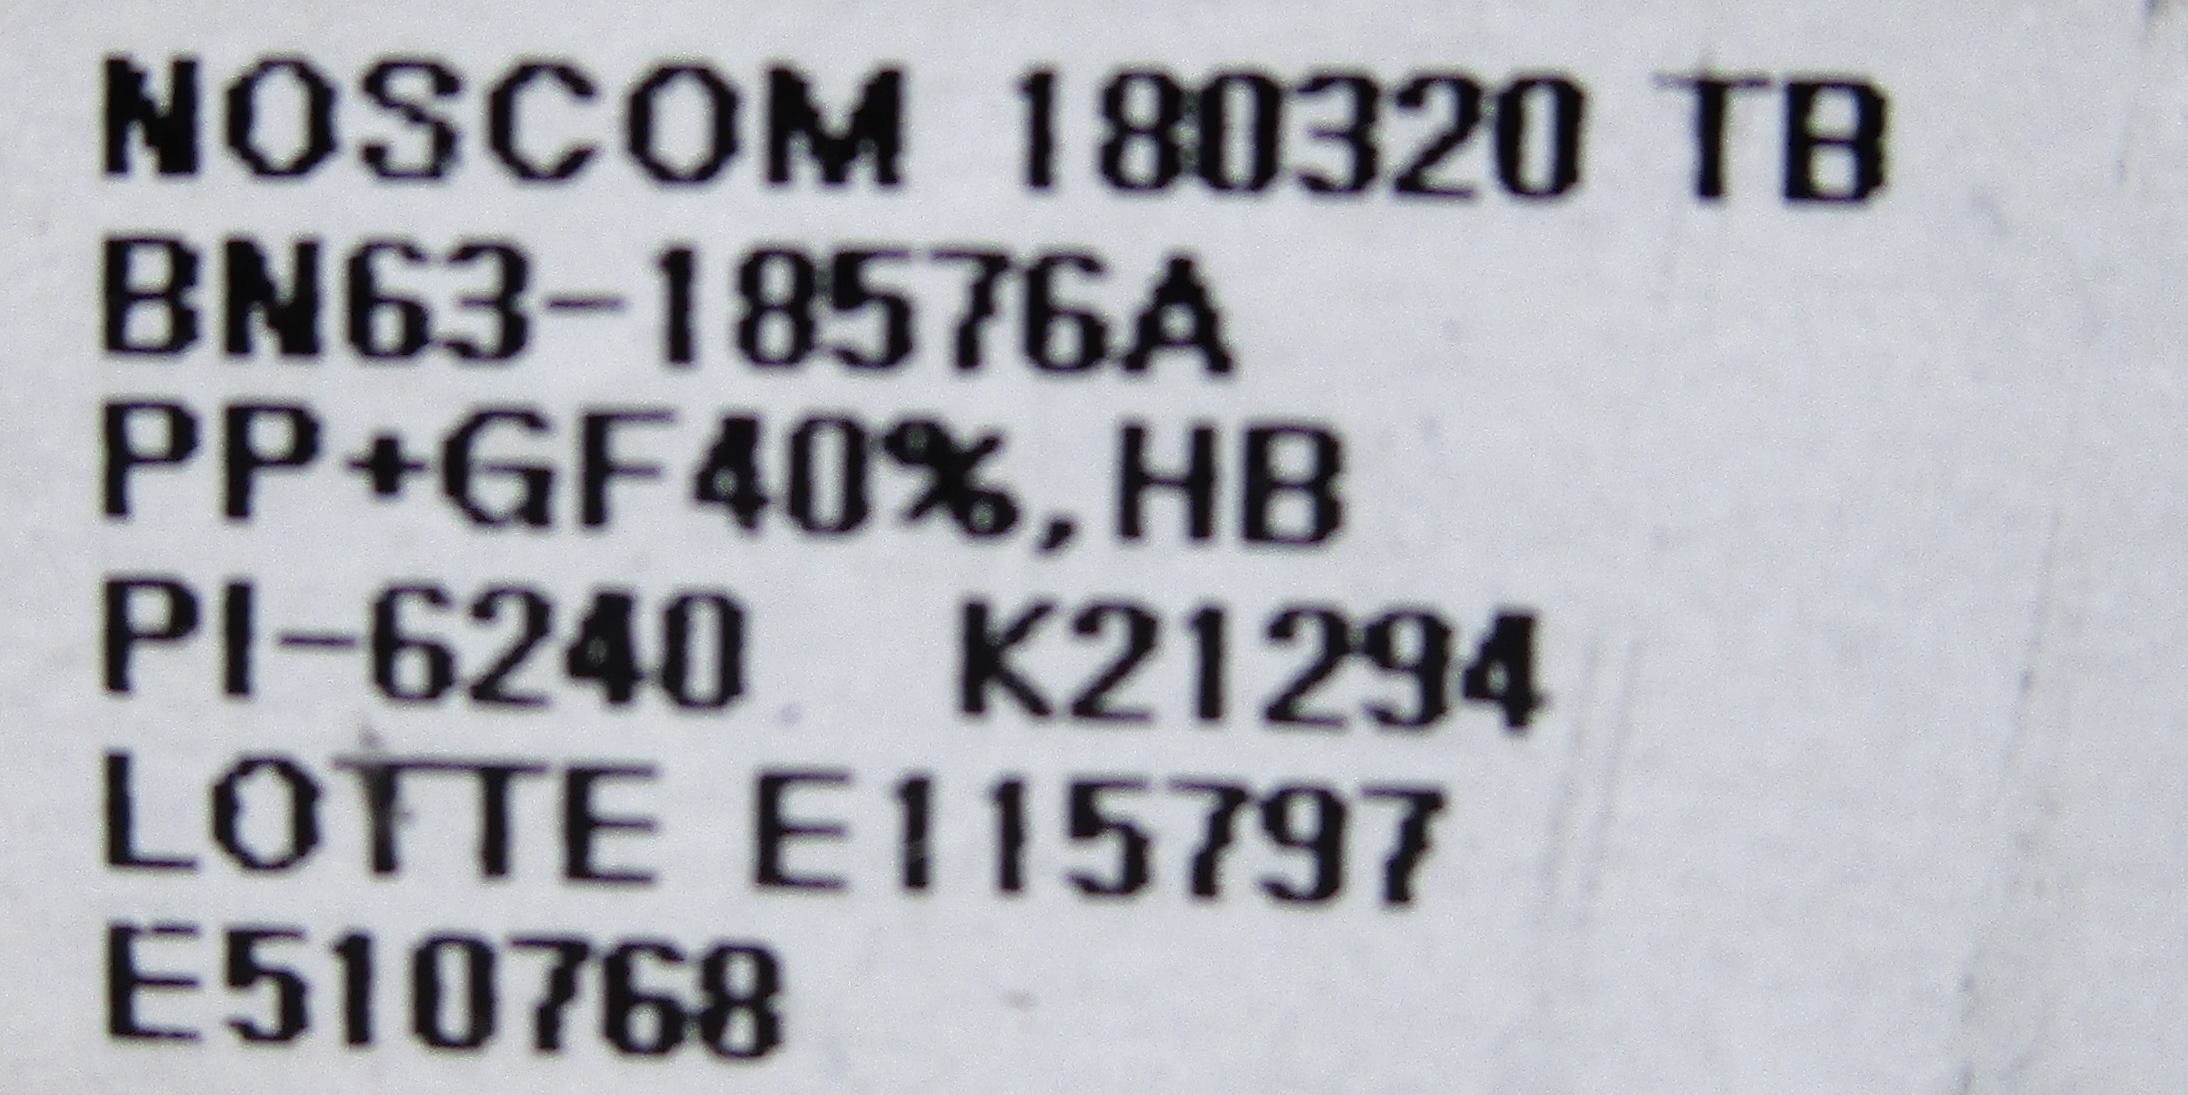 NOSCOM 180320 TB
BN63-18576A
PP+GF40%,HB
PI-6240 K21294
LOTTE E115797
E510768